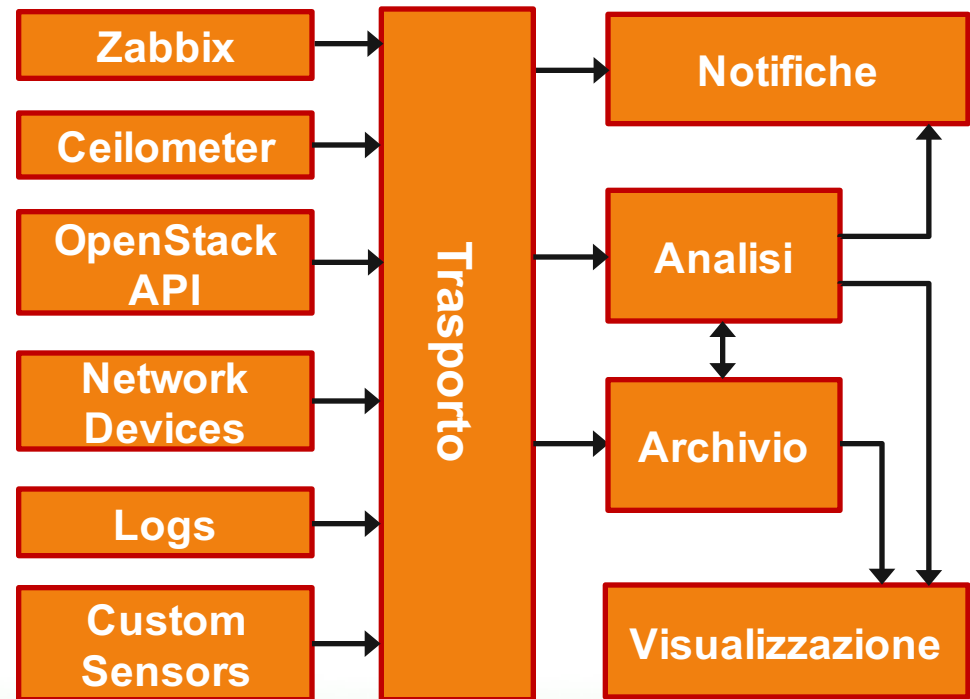 Zabbix
Ceilometer
OpenStack
API
Network
Devices
Logs
Custom
Sensors
Trasporto
Notifiche
Analisi
Archivio
Visualizzazione